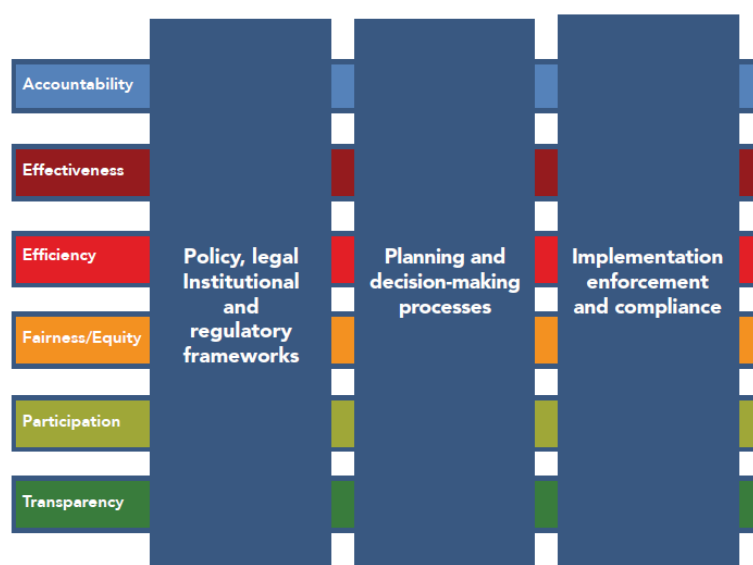 Accountability
Effectiveness
Efficiency
Fairness/Equity
Participation
Transparency
Policy, legal
Institutional
and
regulatory
frameworks
Planning and
decision-making
processes
Implementation
enforcement
and compliance